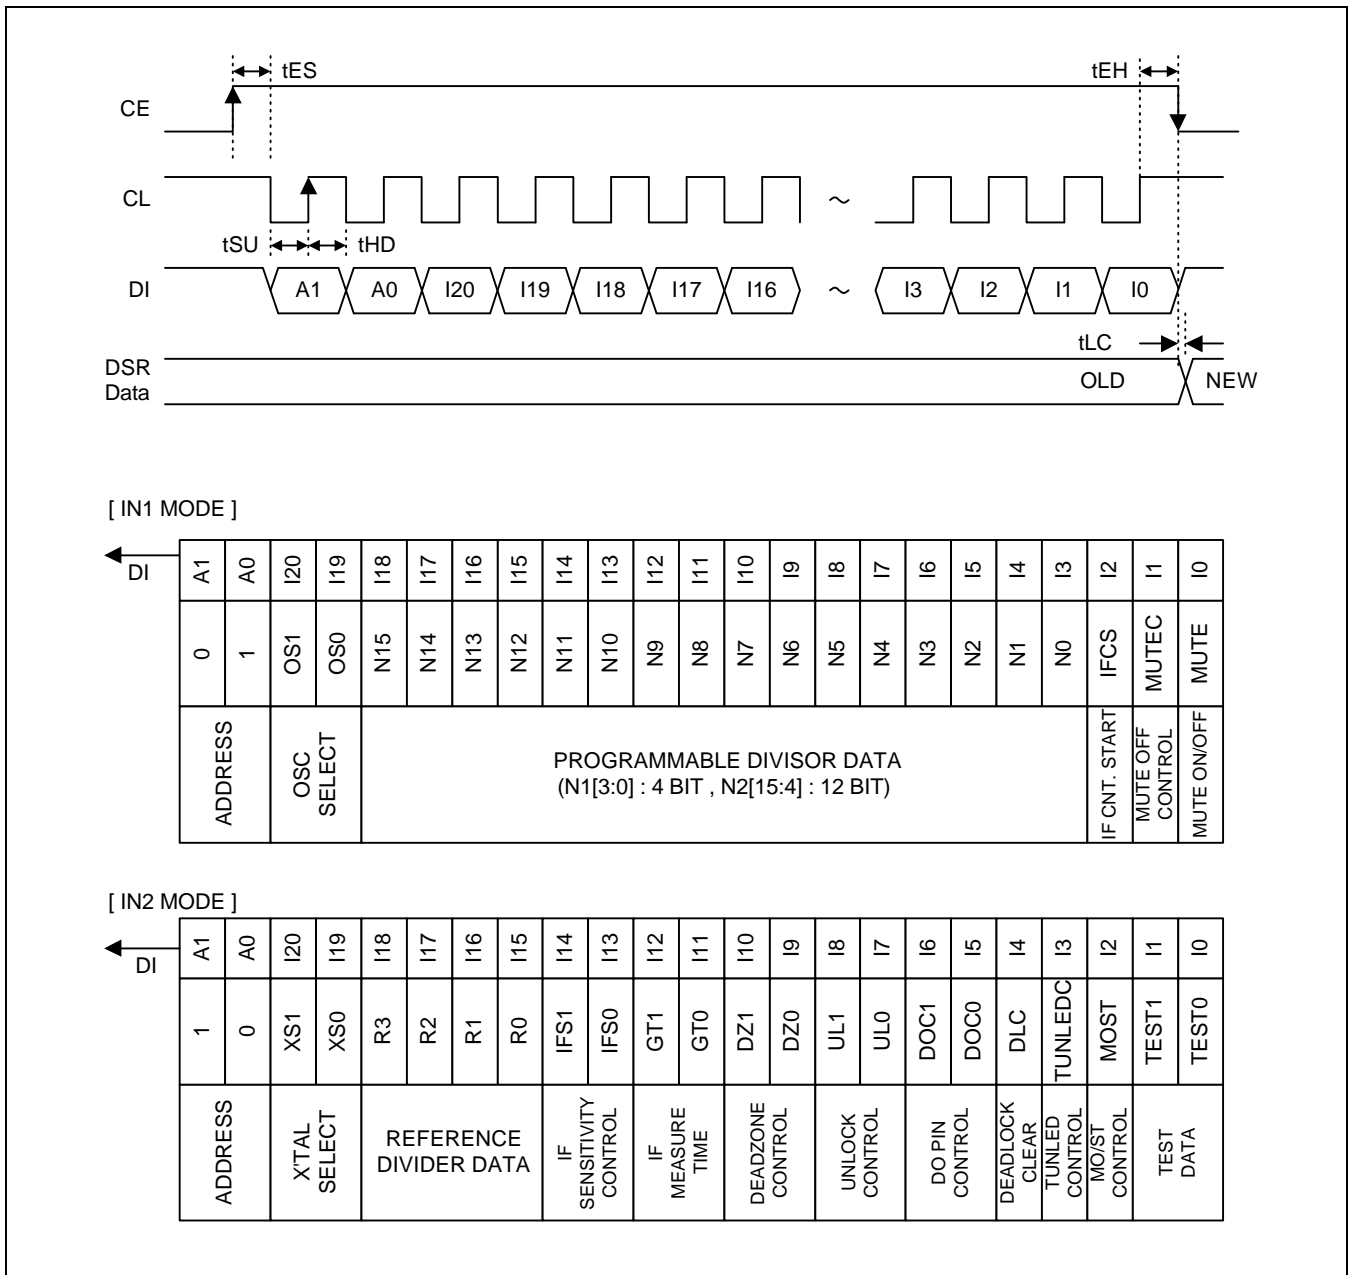 tES
tEH
CE
CL
tSU
tHD
~
DI
A1 A0 I20 I19 I18 I17 I16 ~ I3 I2 I1 I0
tLC
DSR
Data
OLD
NEW
[ IN1 MODE ]
DI
A1 A0 I20 I19 I18 I17 I16 I15 I14 I13 I12 I11 I10 I9 I8 I7 I6 I5 I4 I3 I2 I1 I0
0 1 OS1 OS0 N15 N14 N13 N12 N11 N10 N9 N8 N7 N6 N5 N4 N3 N2 N1 N0 IFCS MUTEC MUTE
ADDRESS
OSC
SELECT
PROGRAMMABLE DIVISOR DATA
(N1[3:0] : 4 BIT , N2[15:4] : 12 BIT)
IF CNT. START
MUTE OFF
CONTROL
MUTE ON/OFF
[ IN2 MODE ]
DI
A1 A0 I20 I19 I18 I17 I16 I15 I14 I13 I12 I11 I10 I9 I8 I7 I6 I5 I4 I3 I2 I1 I0
1 0 XS1 XS0 R3 R2 R1 R0 IFS1 IFS0 GT1 GT0 DZ1 DZ0 UL1 UL0 DOC1 DOC0 DLC TUNLEDC MOST TEST1 TEST0
ADDRESS
X'TAL
SELECT
REFERENCE
DIVIDER DATA
IF
SENSITIVITY
CONTROL
IF
MEASURE
TIME
DEADZONE
CONTROL
UNLOCK
CONTROL
DO PIN
CONTROL
DEADLOCK
CLEAR
TUNLED
CONTROL
MO/ST
CONTROL
TEST
DATA